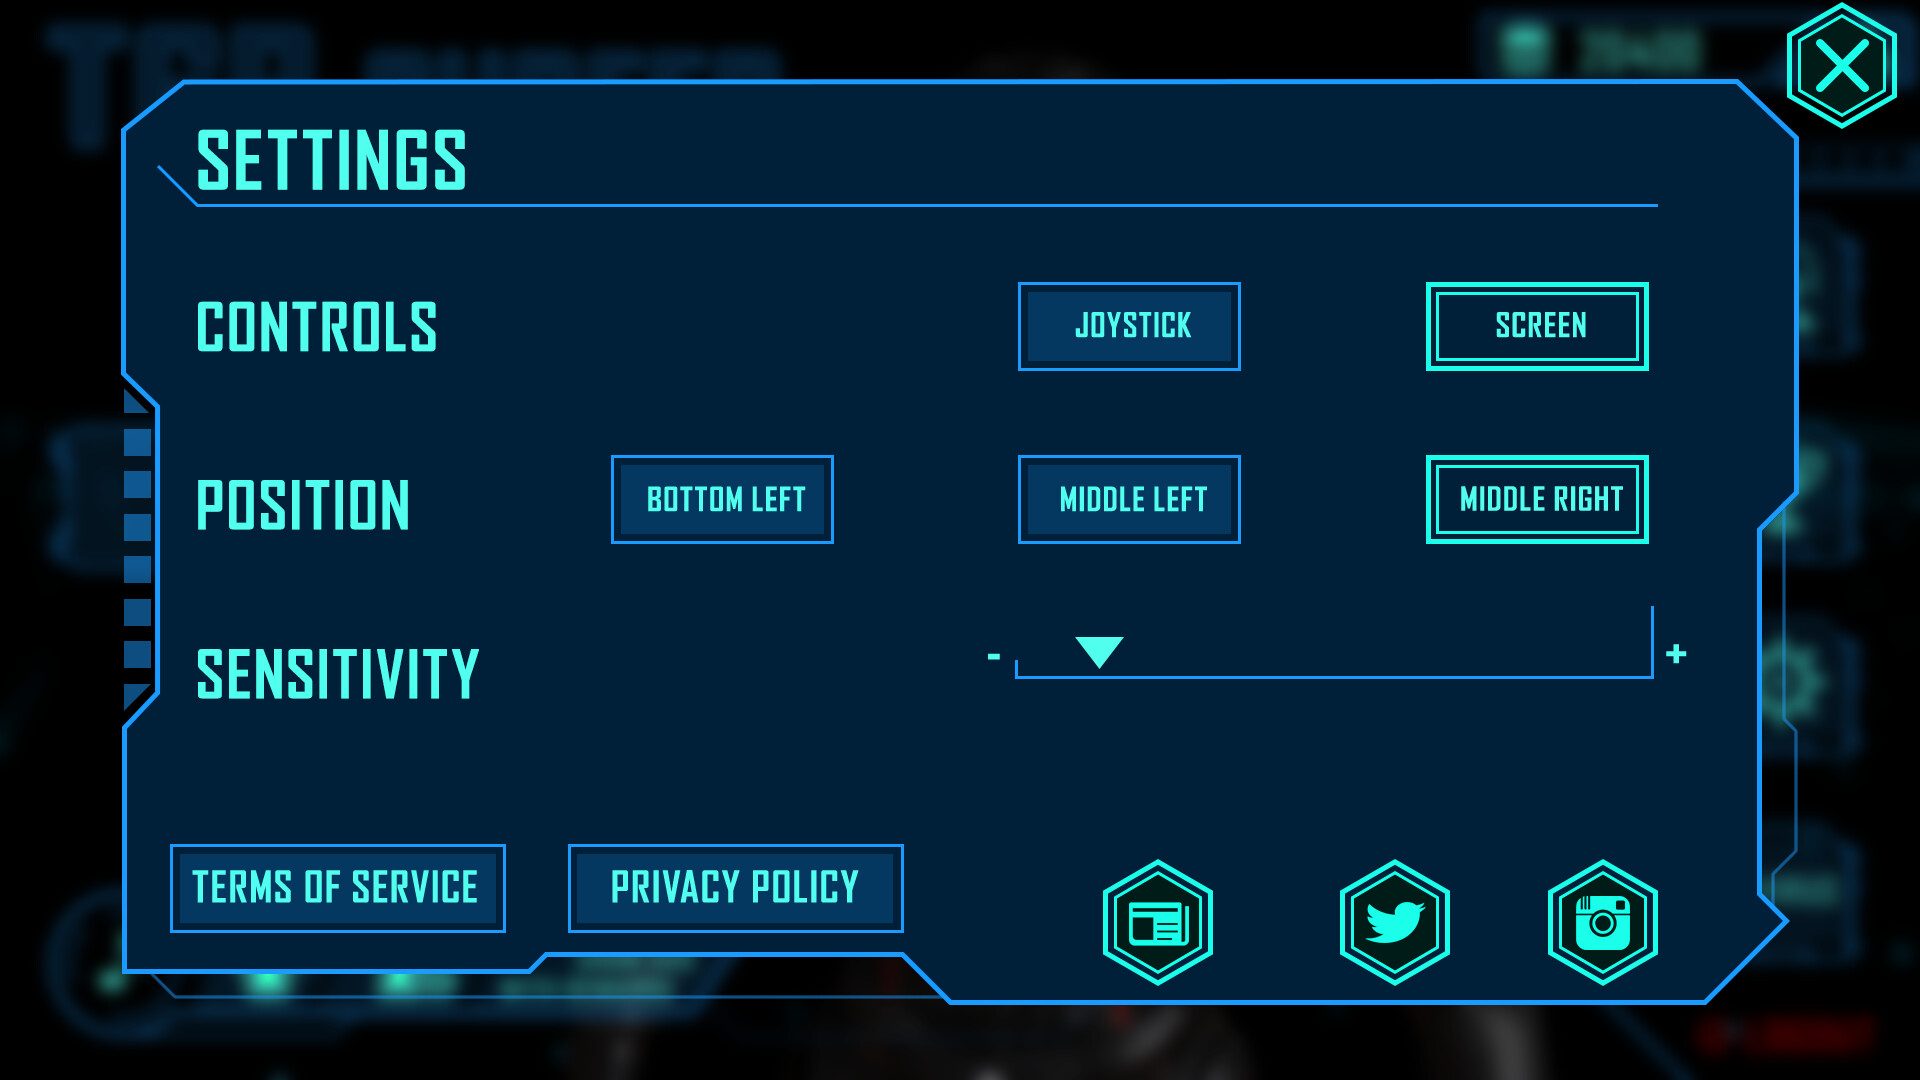 SETTINGS
CONTROLS
JOYSTICK
SCREEN
POSITION
BOTTOM LEFT
MIDDLE LEFT
MIDDLE RIGHT
SENSITIVITY
- +
TERMS OF SERVICE
PRIVACY POLICY